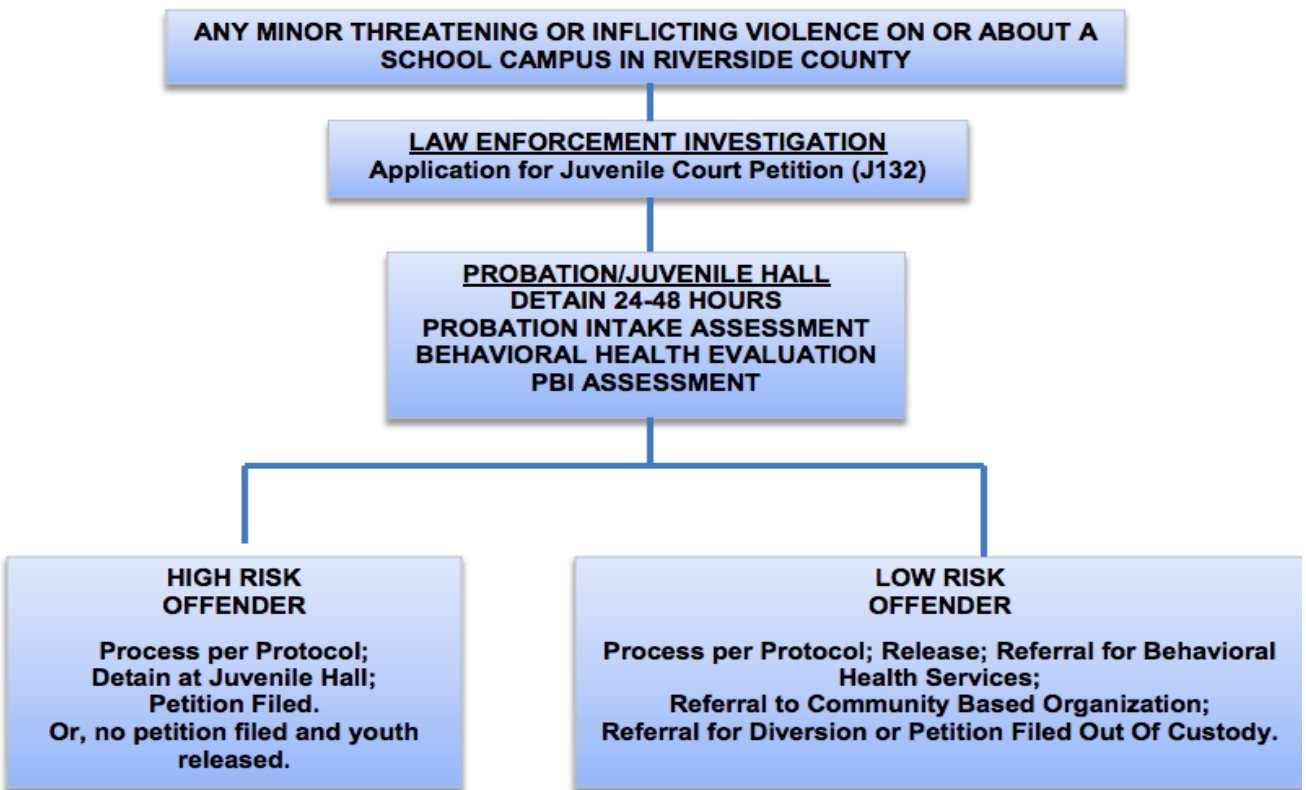 ANY MINOR THREATENING OR INFLICTING VIOLENCE ON OR ABOUT A
SCHOOL CAMPUS IN RIVERSIDE COUNTY
LAW ENFORCEMENT INVESTIGATION
Application for Juvenile Court Petition (J132)
PROBATION/JUVENILE HALL
DETAIN 24-48 HOURS
PROBATION INTAKE ASSESSMENT
BEHAVIORAL HEALTH EVALUATION
PBI ASSESSMENT
HIGH RISK
OFFENDER
Process per Protocol;
Detain at Juvenile Hall;
Petition Filed.
Or, no petition filed and youth
released.
LOW RISK
OFFENDER
Process per Protocol; Release; Referral for Behavioral
Health Services;
Referral to Community Based Organization;
Referral for Diversion or Petition Filed Out Of Custody.